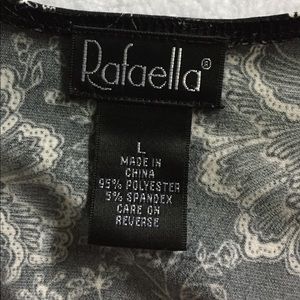 Rafaella®
L
MADE IN
CHINA
95% POLYESTER
5% SPANDEX
CARE ON
REVERSE